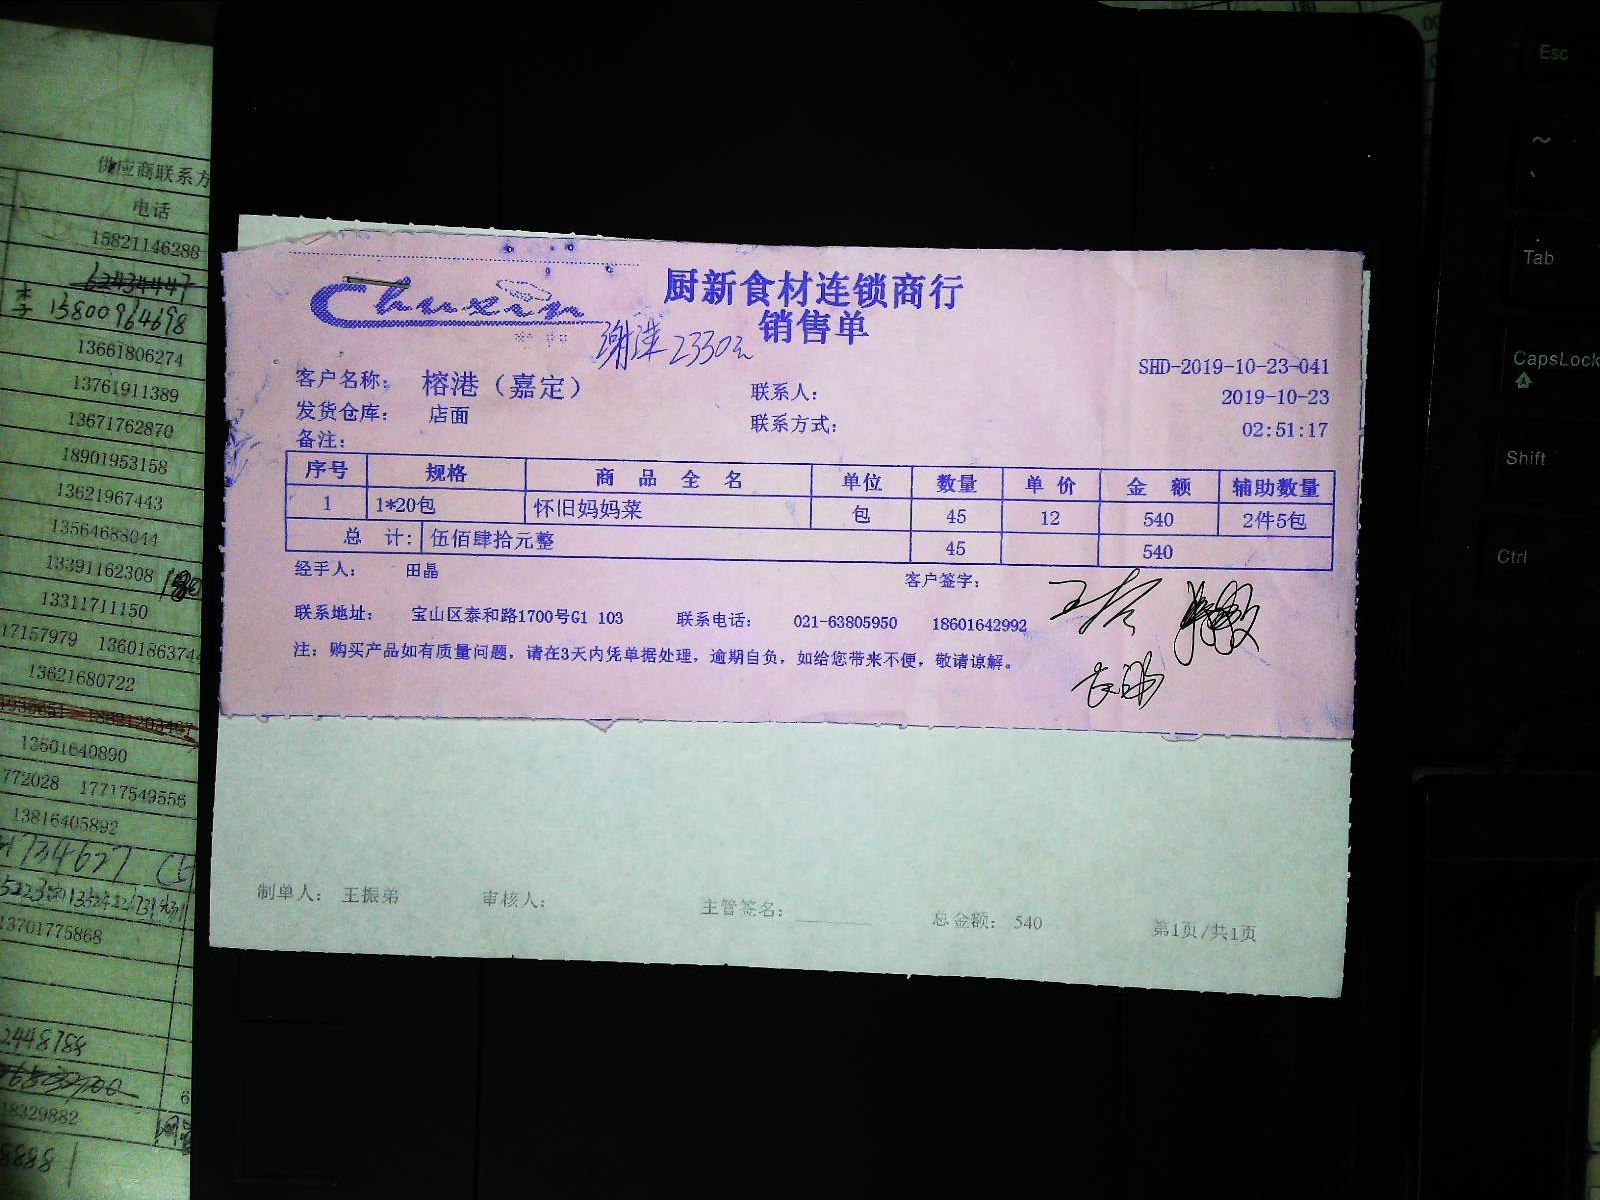 供应商联系方
电话
15821146288
62434447
李 13800964698
13661806274
13761911389
13671762870
18901953158
13621967443
13564688044
13391162308
13311711150
17157979 13601863744
13621680722
13501640890
772028 17717549556
13816405892
13701775868
2448788
18329882
8888
Chuxin
厨新食材连锁商行
销售单
2330元
SHD-2019-10-23-041
客户名称: 榕港（嘉定） 联系人: 2019-10-23
发货仓库: 店面 联系方式: 02:51:17
备注:
序号 规格 商品全名 单位 数量 单价 金额 辅助数量
1 1*20包 怀旧妈妈菜 包 45 12 540 2件5包
总计: 伍佰肆拾元整 45 540
经手人: 田晶 客户签字:
联系地址: 宝山区泰和路1700号G1 103 联系电话: 021-63805950 18601642992
注: 购买产品如有质量问题, 请在3天内凭单据处理, 逾期自负, 如给您带来不便, 敬请谅解。
制单人: 王振弟 审核人: 主管签名: 总金额: 540 第1页/共1页
Esc
~
Tab
CapsLock
Shift
Ctrl